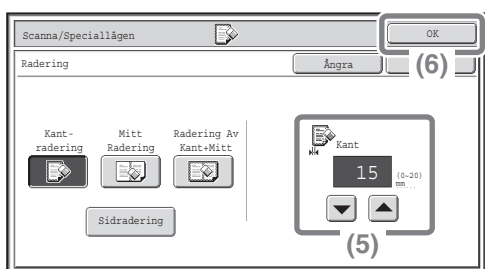 Scanna/Speciallägen
OK
(6)
Radering
Ångra
Kant-
radering
Mitt
Radering
Radering Av
Kant+Mitt
Sidradering
Kant
15
(0~20)
mm
(5)